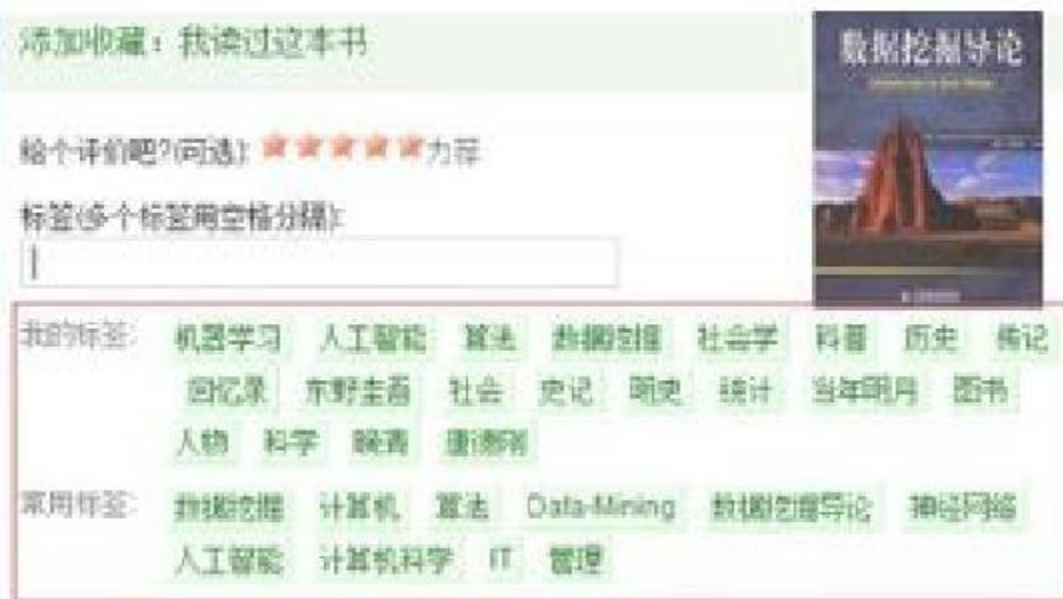 添加收藏：我读过这本书
数据挖掘导论
给个评价吧?(可选): 力荐
标签(多个标签用空格分隔):
我的标签: 机器学习 人工智能 算法 数据挖掘 社会学 科普 历史 传记
回忆录 东野圭吾 社会 史记 明史 统计 当年明月 图书
人物 科学 晚清 唐德刚
常用标签: 数据挖掘 计算机 算法 Data-Mining 数据挖掘导论 神经网络
人工智能 计算机科学 IT 管理